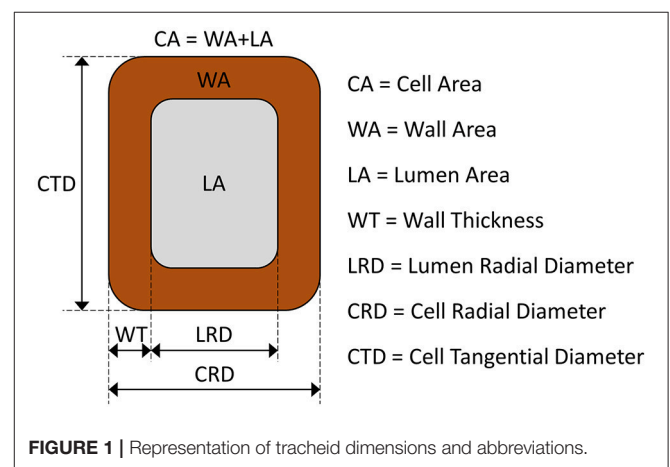 CA = WA+LA
WA
LA
CTD
WT
LRD
CRD
CA = Cell Area
WA = Wall Area
LA = Lumen Area
WT = Wall Thickness
LRD = Lumen Radial Diameter
CRD = Cell Radial Diameter
CTD = Cell Tangential Diameter
FIGURE 1 | Representation of tracheid dimensions and abbreviations.